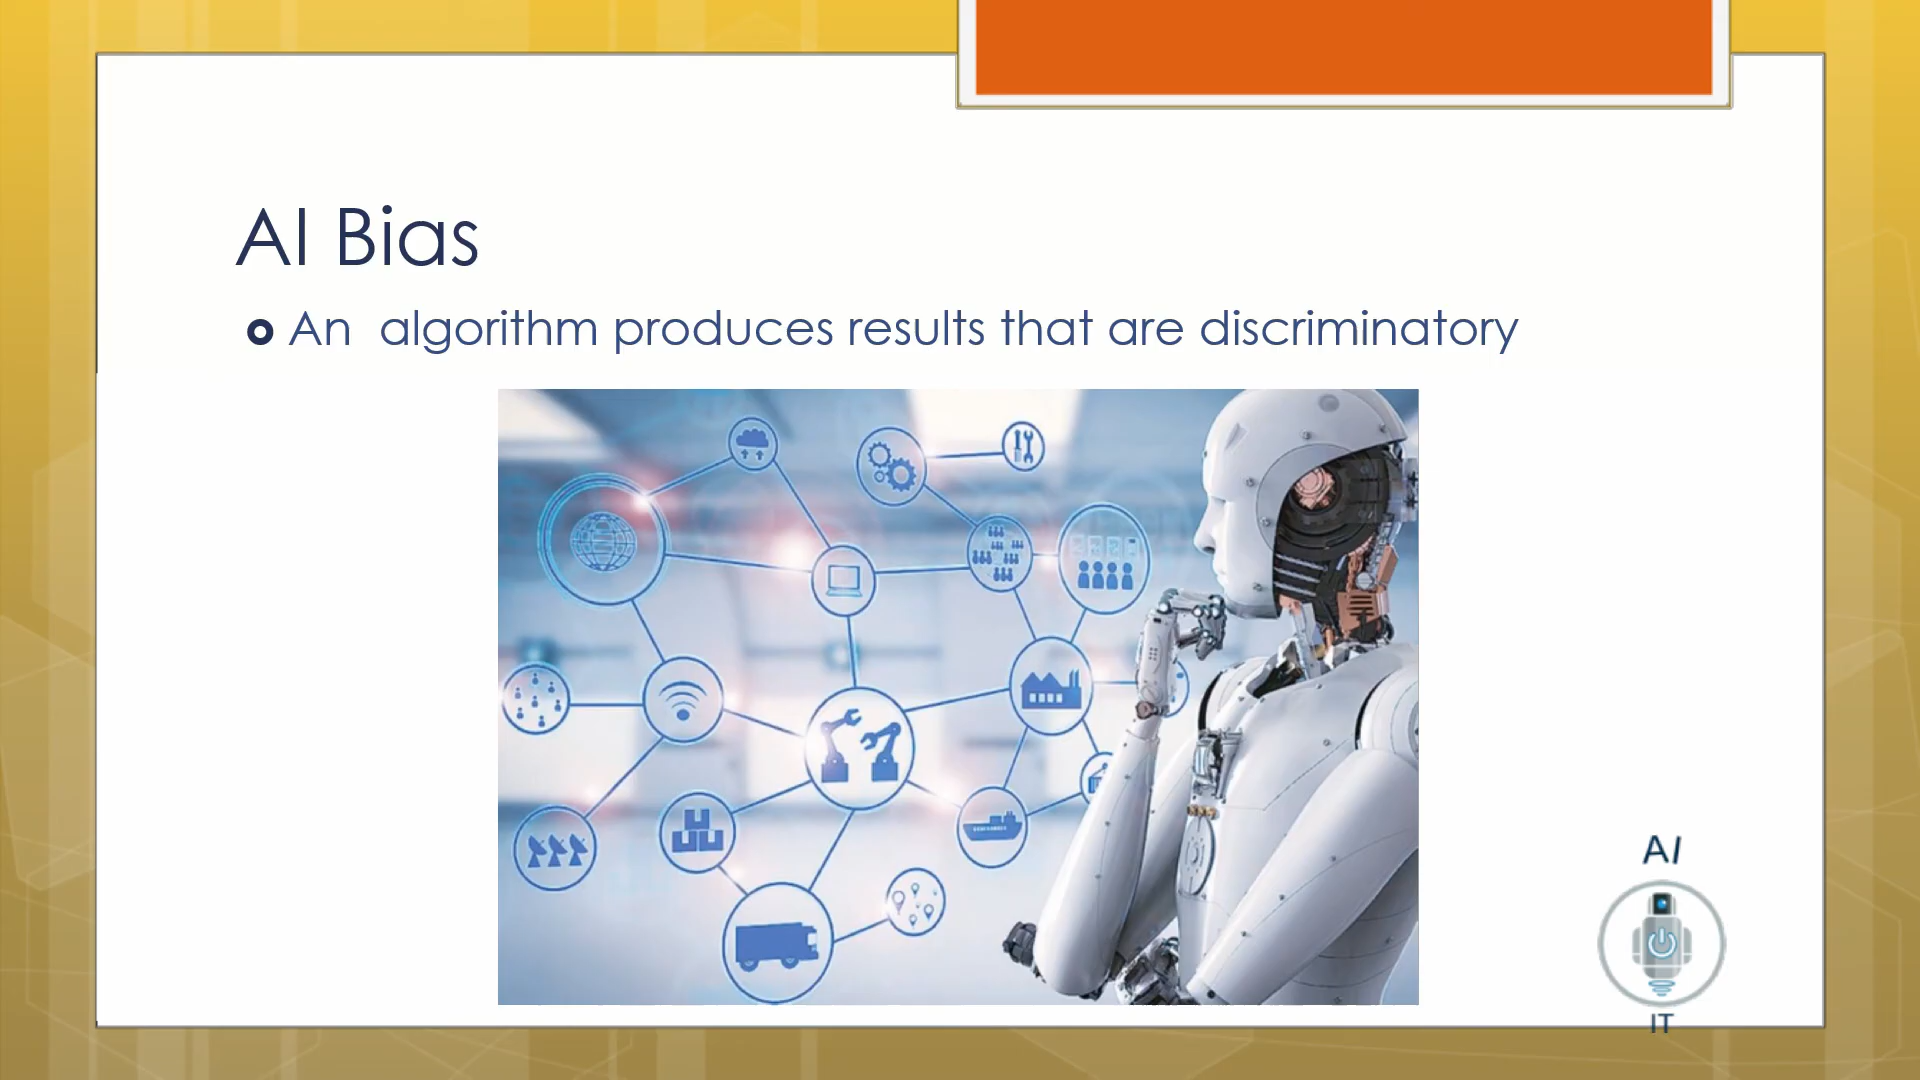 AI Bias
An  algorithm produces results that are discriminatory
AI
IT